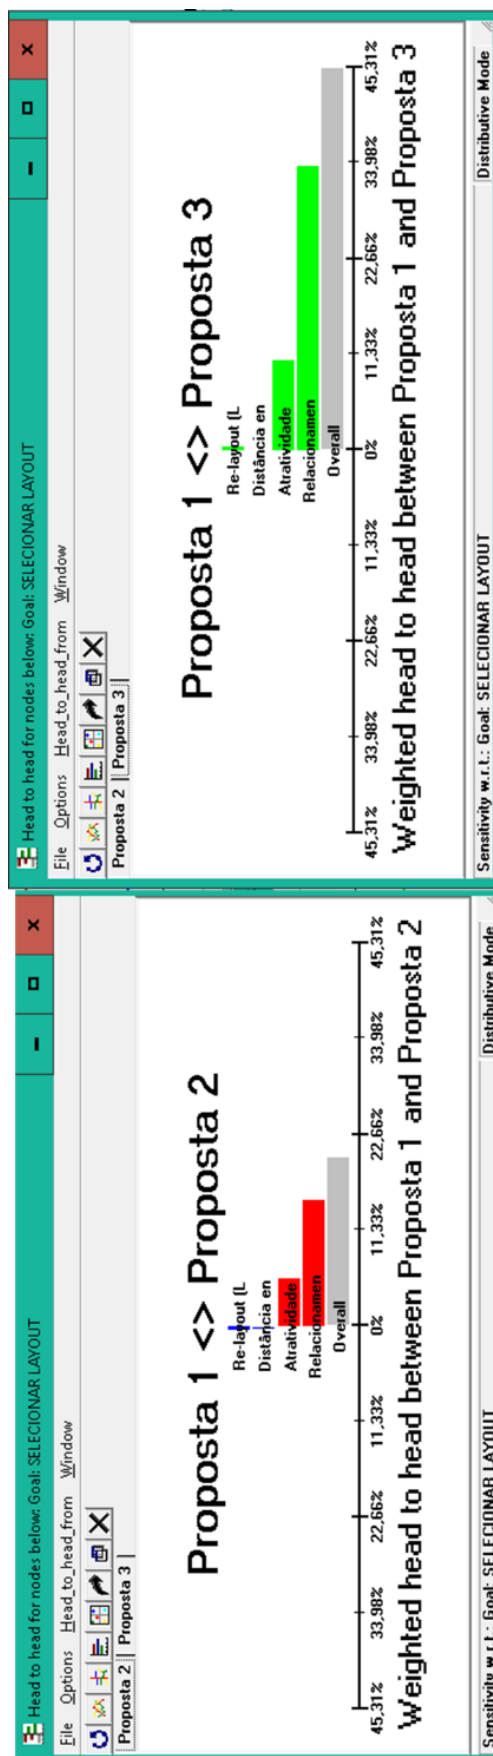 Head to head for nodes below: Goal: SELECIONAR LAYOUT
File Options Head_to_head_from Window
Proposta 2 Proposta 3
Proposta 1 <> Proposta 2
Re-layout (L
Distância en
Atratividade
Relacionamen
Overall
45,31% 33,98% 22,66% 11,33% 0% 11,33% 22,66% 33,98% 45,31%
Weighted head to head between Proposta 1 and Proposta 2
Sensitivity w.r.t.: Goal: SELECIONAR LAYOUT Distributive Mode
Head to head for nodes below: Goal: SELECIONAR LAYOUT
File Options Head_to_head_from Window
Proposta 2 Proposta 3
Proposta 1 <> Proposta 3
Re-layout (L
Distância en
Atratividade
Relacionamen
Overall
45,31% 33,98% 22,66% 11,33% 0% 11,33% 22,66% 33,98% 45,31%
Weighted head to head between Proposta 1 and Proposta 3
Sensitivity w.r.t.: Goal: SELECIONAR LAYOUT Distributive Mode